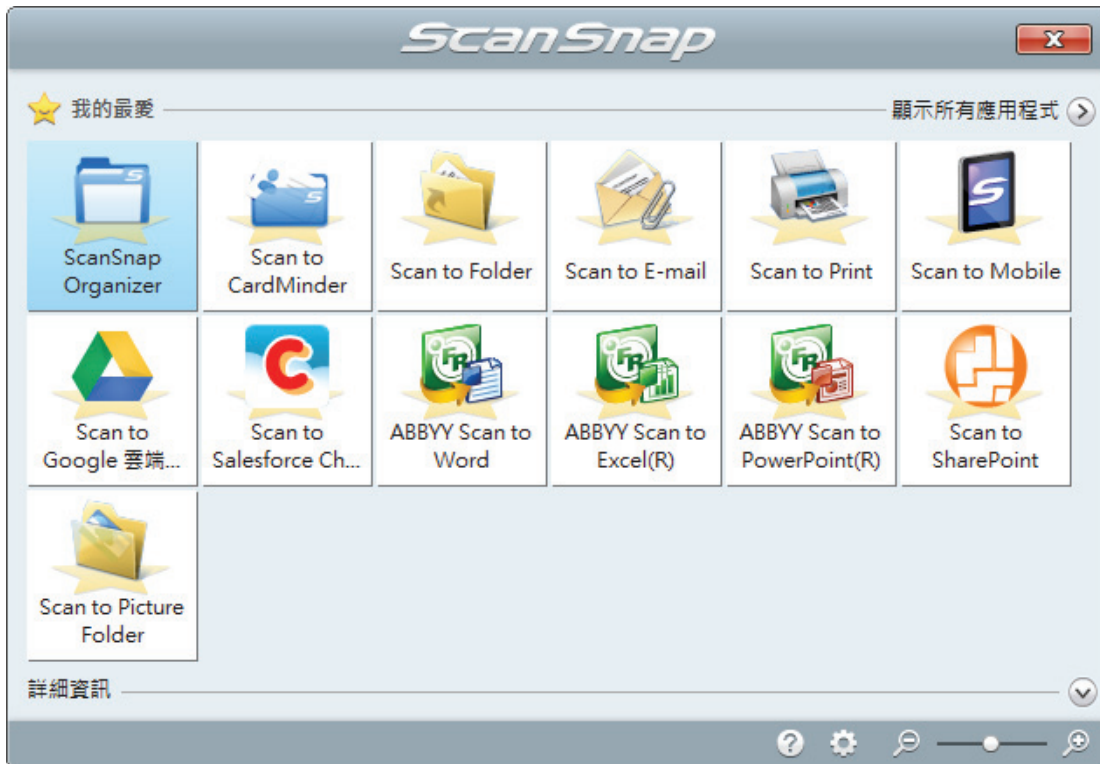 ScanSnap
我的最愛
顯示所有應用程式
ScanSnap
Organizer
Scan to
CardMinder
Scan to Folder
Scan to E-mail
Scan to Print
Scan to Mobile
Scan to
Google 雲端...
Scan to
Salesforce Ch...
ABBYY Scan to
Word
ABBYY Scan to
Excel(R)
ABBYY Scan to
PowerPoint(R)
Scan to
SharePoint
Scan to Picture
Folder
詳細資訊